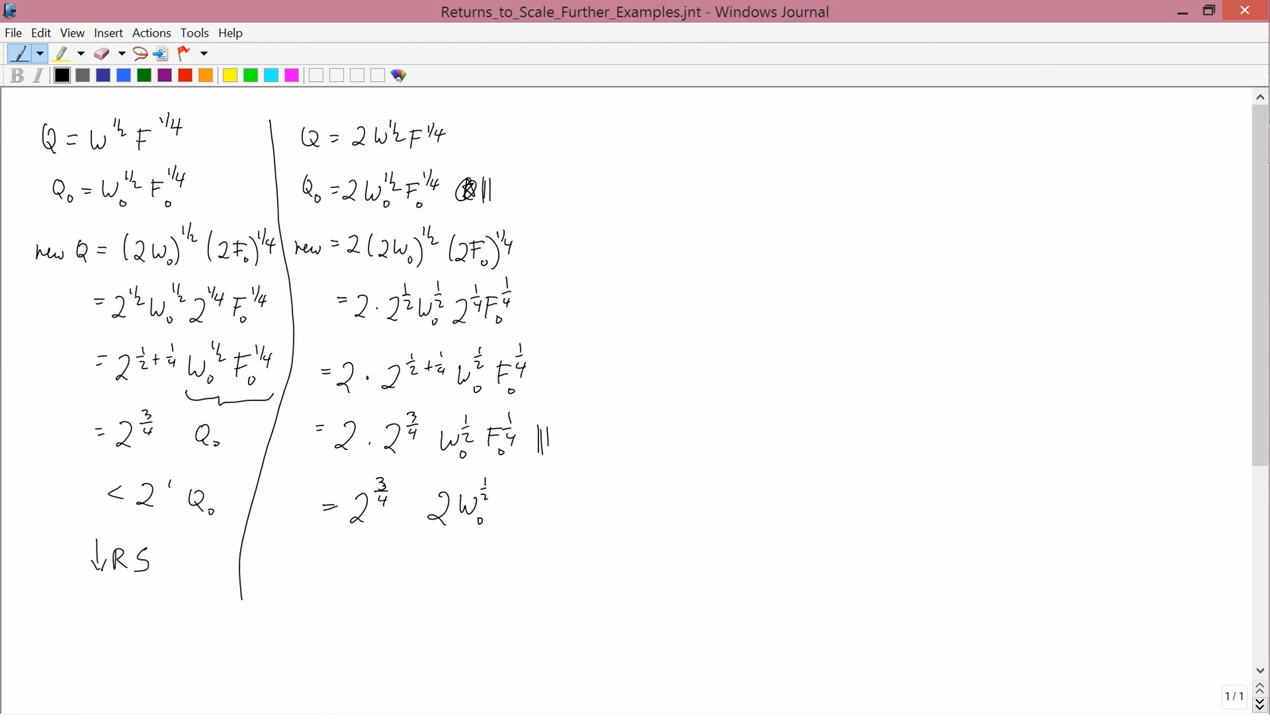 Returns_to_Scale_Further_Examples.jnt - Windows Journal
File Edit View Insert Actions Tools Help
B I
Q = W^1/2 F^1/4
Q₀ = W₀^1/2 F₀^1/4
new Q = (2W₀)^1/2 (2F₀)^1/4
= 2^1/2 W₀^1/2 2^1/4 F₀^1/4
= 2^1/2+1/4 W₀^1/2 F₀^1/4
= 2^3/4 Q₀
< 2^1 Q₀
↓RS
Q = 2W^1/2 F^1/4
Q₀ = 2W₀^1/2 F₀^1/4 ||
new = 2(2W₀)^1/2 (2F₀)^1/4
= 2 · 2^1/2 W₀^1/2 2^1/4 F₀^1/4
= 2 · 2^1/2+1/4 W₀^1/2 F₀^1/4
= 2 · 2^3/4 W₀^1/2 F₀^1/4 |||
= 2^3/4 2W₀^1/2
1/1